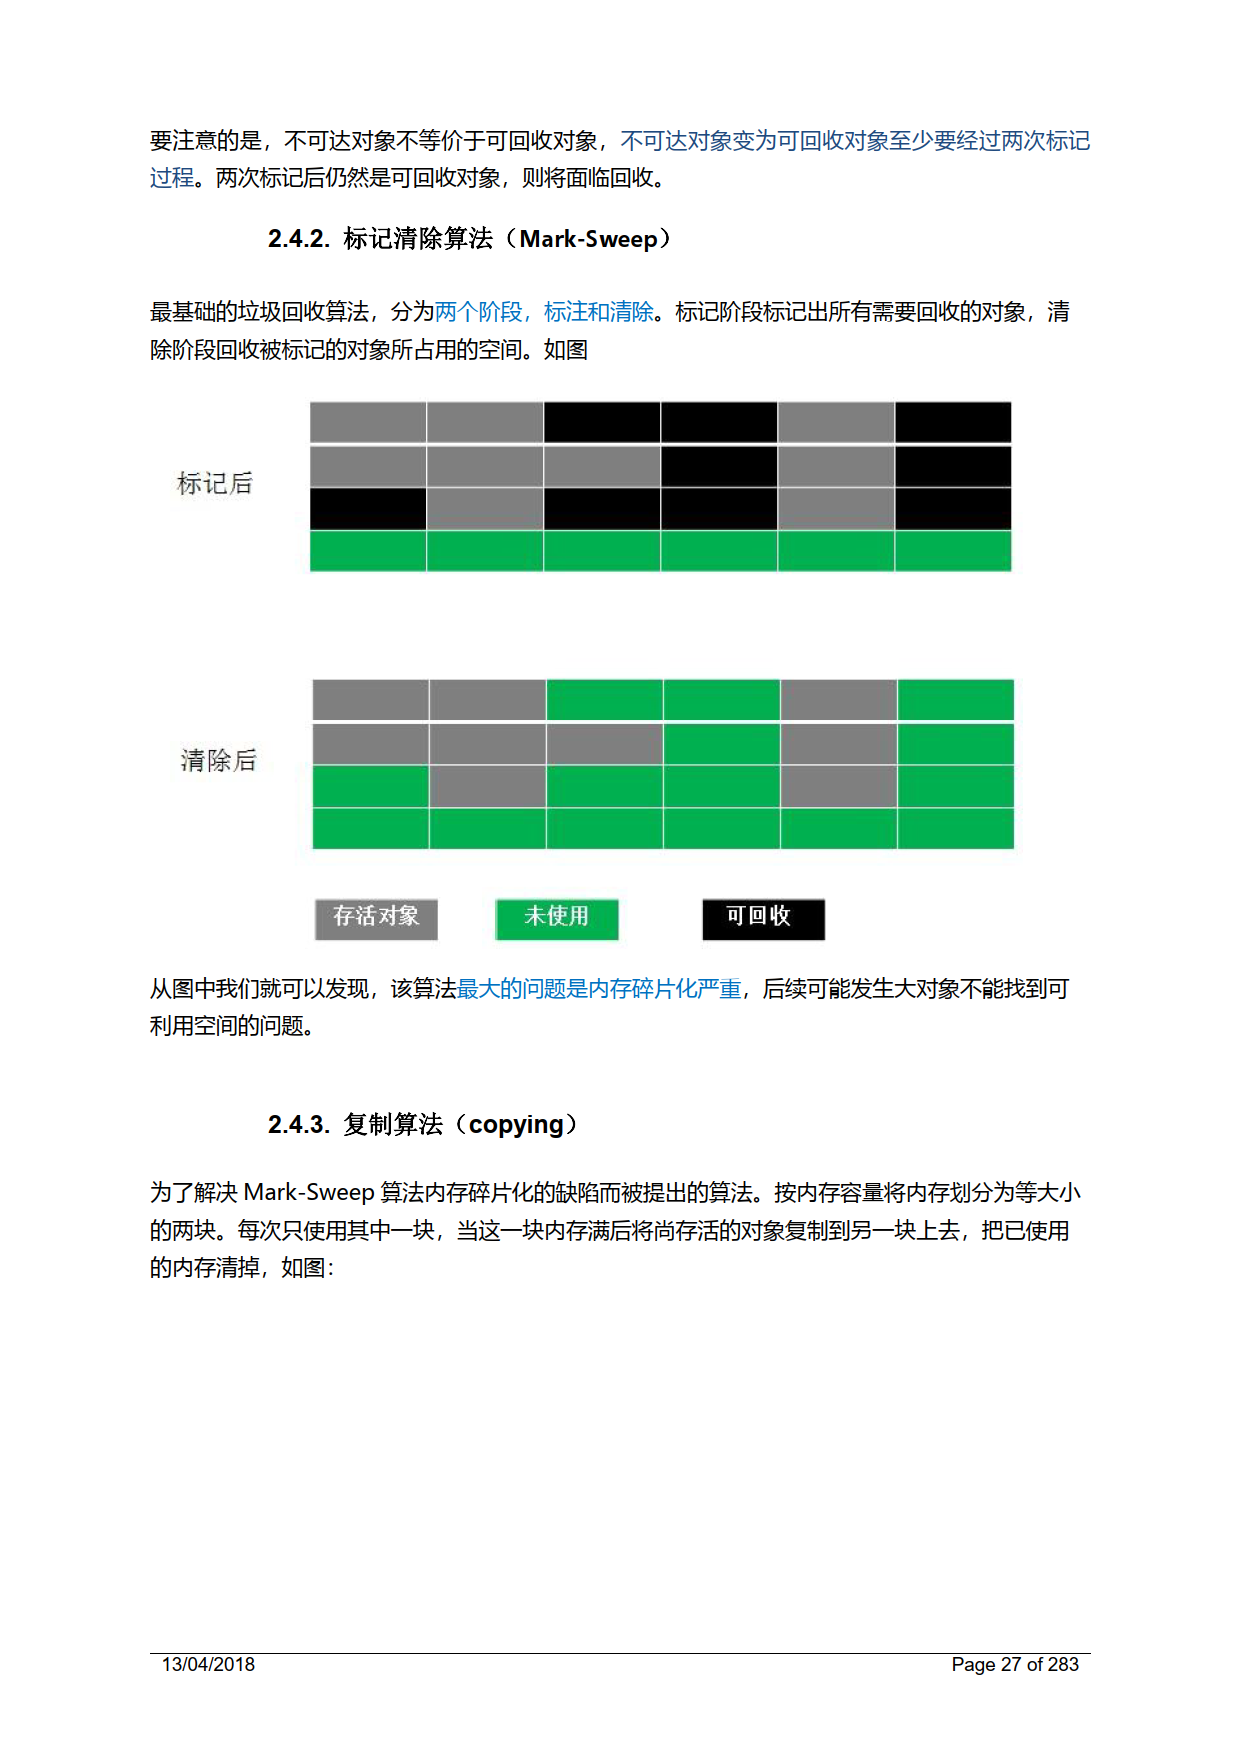 要注意的是，不可达对象不等价于可回收对象，不可达对象变为可回收对象至少要经过两次标记
过程。两次标记后仍然是可回收对象，则将面临回收。
2.4.2. 标记清除算法（Mark-Sweep）
最基础的垃圾回收算法，分为两个阶段，标注和清除。标记阶段标记出所有需要回收的对象，清
除阶段回收被标记的对象所占用的空间。如图
标记后
清除后
存活对象 未使用 可回收
从图中我们就可以发现，该算法最大的问题是内存碎片化严重，后续可能发生大对象不能找到可
利用空间的问题。
2.4.3. 复制算法（copying）
为了解决 Mark-Sweep 算法内存碎片化的缺陷而被提出的算法。按内存容量将内存划分为等大小
的两块。每次只使用其中一块，当这一块内存满后将尚存活的对象复制到另一块上去，把已使用
的内存清掉，如图：
13/04/2018 Page 27 of 283